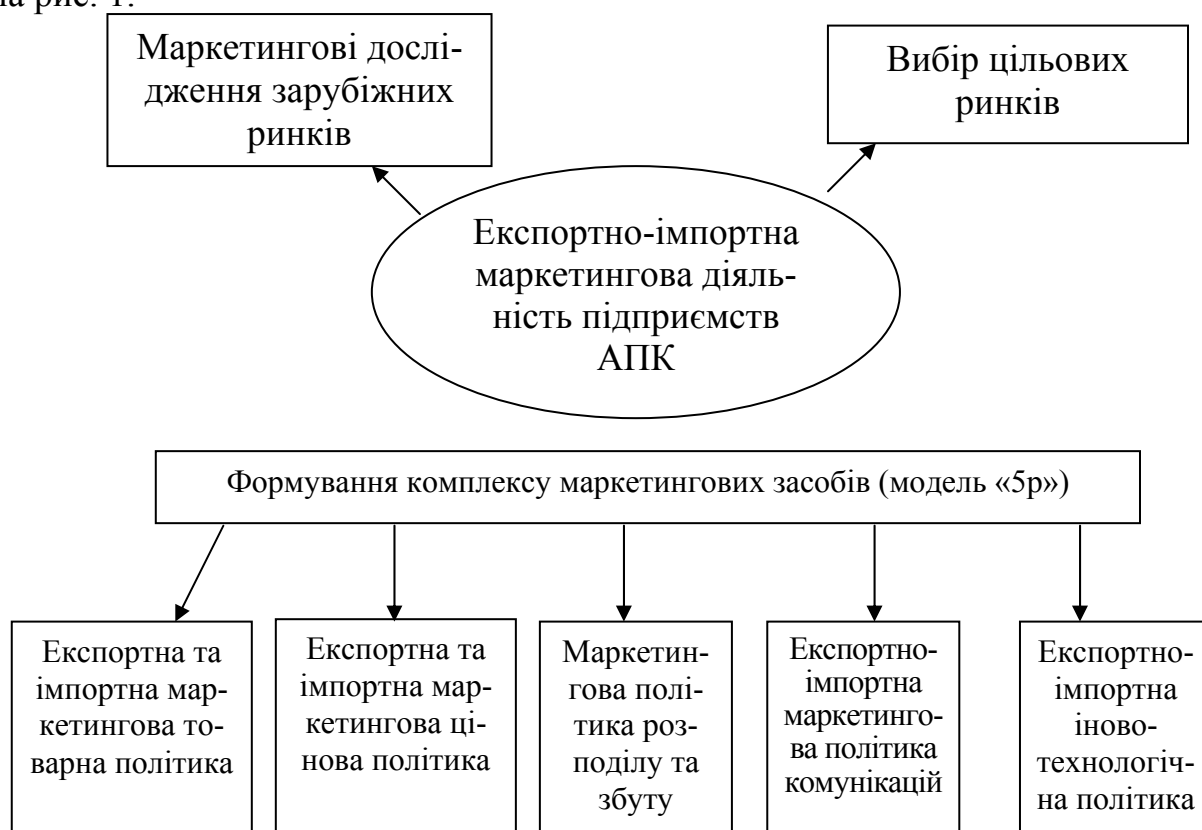 на рис. 1.
Маркетингові дослі-
дження зарубіжних
ринків
Вибір цільових
ринків
Експортно-імпортна
маркетингова діяль-
ність підприємств
АПК
Формування комплексу маркетингових засобів (модель «5р»)
Експортна та
імпортна мар-
кетингова то-
варна політика
Експортна та
імпортна мар-
кетингова ці-
нова політика
Маркетин-
гова полі-
тика роз-
поділу та
збуту
Експортно-
імпортна
маркетинго-
ва політика
комунікацій
Експортно-
імпортна
іново-
технологіч-
на політика